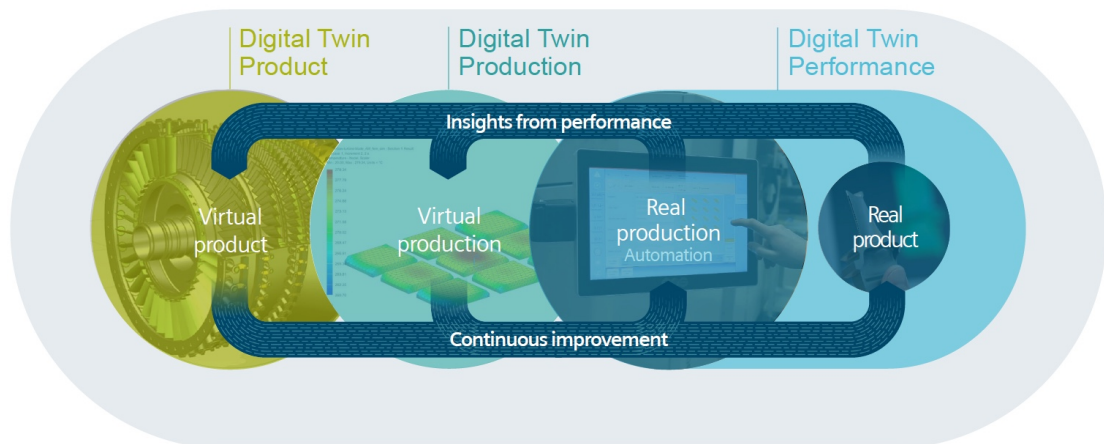 Digital Twin
Product
Digital Twin
Production
Digital Twin
Performance
Insights from performance
Virtual
product
Virtual
production
Real
production
Automation
Real
product
Continuous improvement